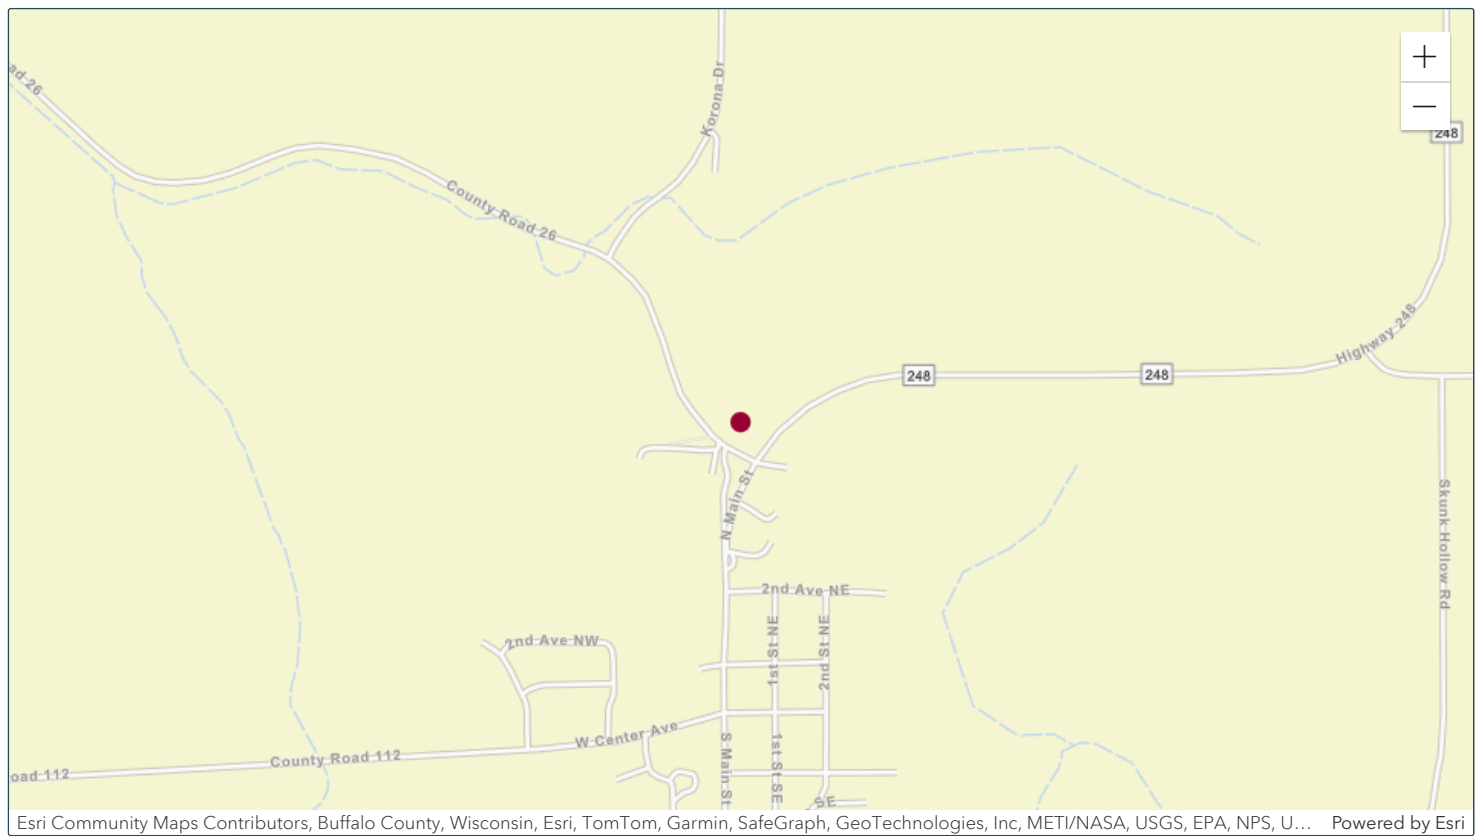 ad 26
Korona Dr
+
−
248
County Road 26
Highway 248
248
248
N Main St
Skunk Hollow Rd
2nd Ave NE
1st St NE
2nd St NE
2nd Ave NW
W Center Ave
County Road 112
oad 112
S Main St
1st St SE
SE
Esri Community Maps Contributors, Buffalo County, Wisconsin, Esri, TomTom, Garmin, SafeGraph, GeoTechnologies, Inc, METI/NASA, USGS, EPA, NPS, U... Powered by Esri